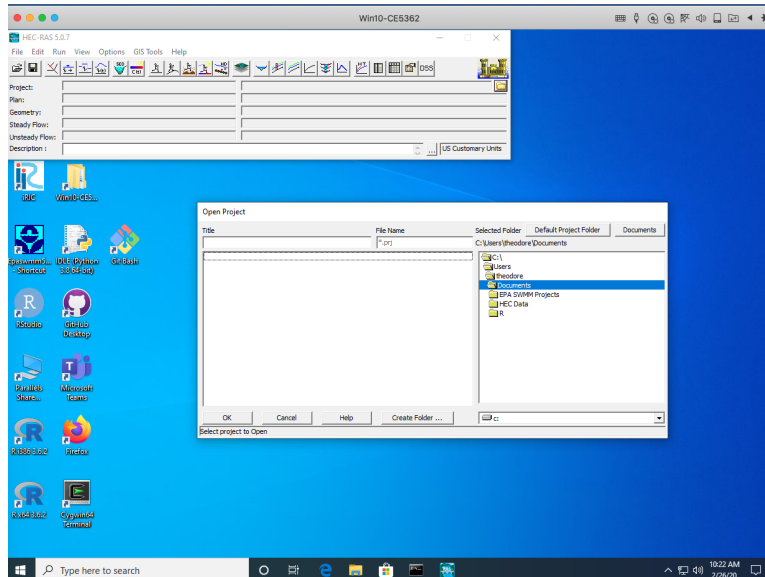 Win10-CE5362
HEC-RAS 5.0.7
File Edit Run View Options GIS Tools Help
DSS
Project:
Plan:
Geometry:
Steady Flow:
Unsteady Flow:
Description :
... US Customary Units
iRIC
Win10-CE5...
Open Project
Title
File Name
Selected Folder
Default Project Folder
Documents
*.prj
C:\Users\theodore\Documents
C:\
Users
theodore
Documents
EPA SWMM Projects
HEC Data
R
Epaswmm5...
- Shortcut
IDLE (Python
3.8 64-bit)
Git Bash
RStudio
GitHub
Desktop
Parallels
Share...
Microsoft
Teams
R i386 3.6.2
Firefox
R x64 3.6.2
Cygwin64
Terminal
OK
Cancel
Help
Create Folder ...
c:
Select project to Open
Type here to search
10:22 AM
2/26/20